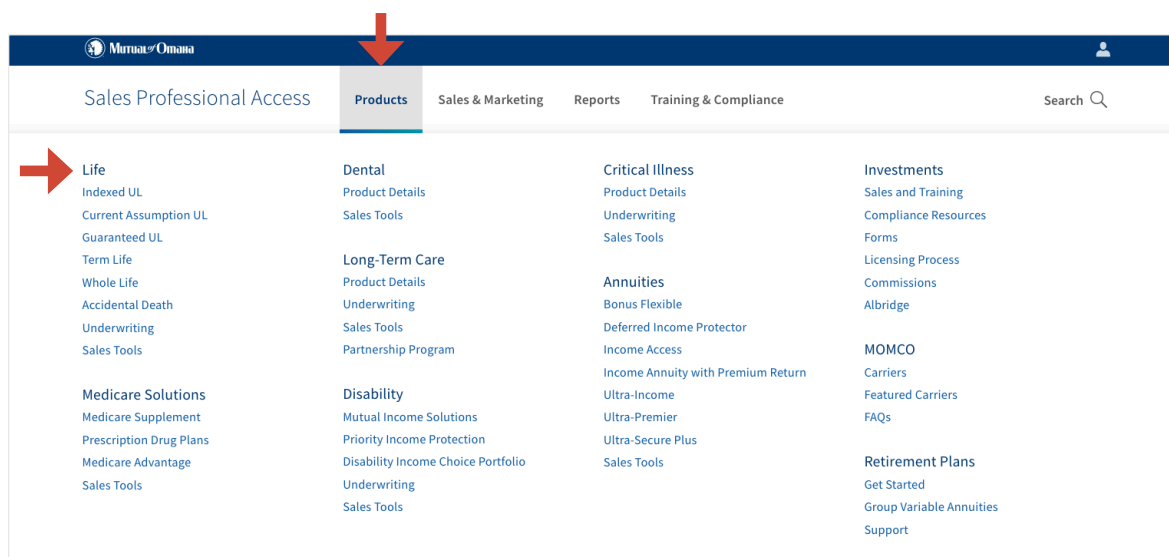 Mutual of Omaha
Sales Professional Access
Products
Sales & Marketing
Reports
Training & Compliance
Search
Life
Indexed UL
Current Assumption UL
Guaranteed UL
Term Life
Whole Life
Accidental Death
Underwriting
Sales Tools
Medicare Solutions
Medicare Supplement
Prescription Drug Plans
Medicare Advantage
Sales Tools
Dental
Product Details
Sales Tools
Long-Term Care
Product Details
Underwriting
Sales Tools
Partnership Program
Disability
Mutual Income Solutions
Priority Income Protection
Disability Income Choice Portfolio
Underwriting
Sales Tools
Critical Illness
Product Details
Underwriting
Sales Tools
Annuities
Bonus Flexible
Deferred Income Protector
Income Access
Income Annuity with Premium Return
Ultra-Income
Ultra-Premier
Ultra-Secure Plus
Sales Tools
Investments
Sales and Training
Compliance Resources
Forms
Licensing Process
Commissions
Albridge
MOMCO
Carriers
Featured Carriers
FAQs
Retirement Plans
Get Started
Group Variable Annuities
Support